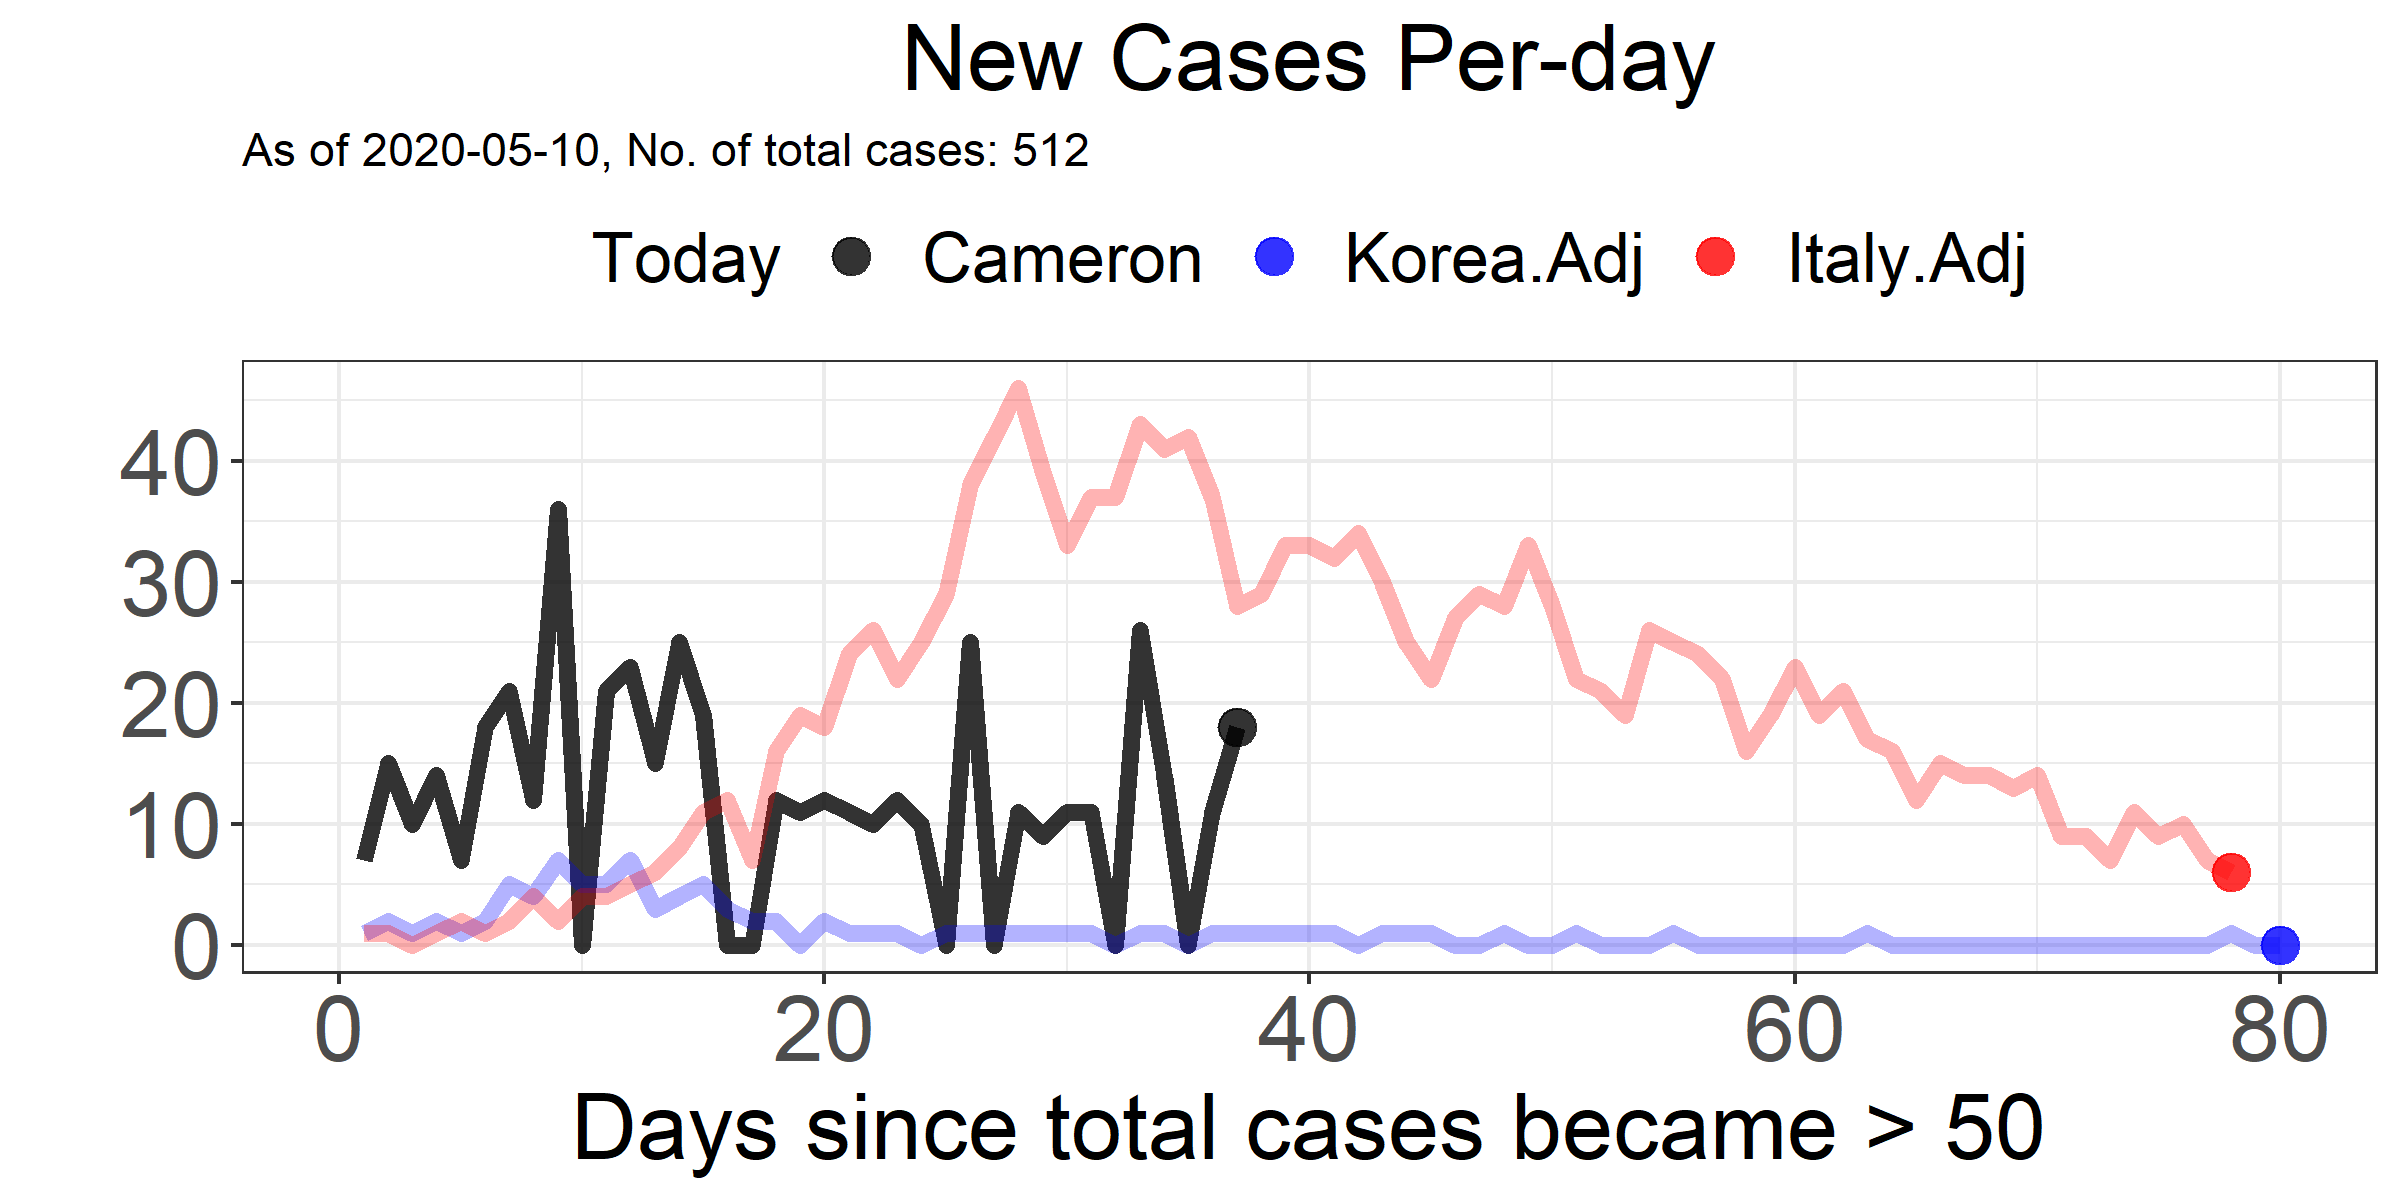 New Cases Per-day
As of 2020-05-10, No. of total cases: 512
Today Cameron Korea.Adj Italy.Adj
40
30
20
10
0
0 20 40 60 80
Days since total cases became > 50